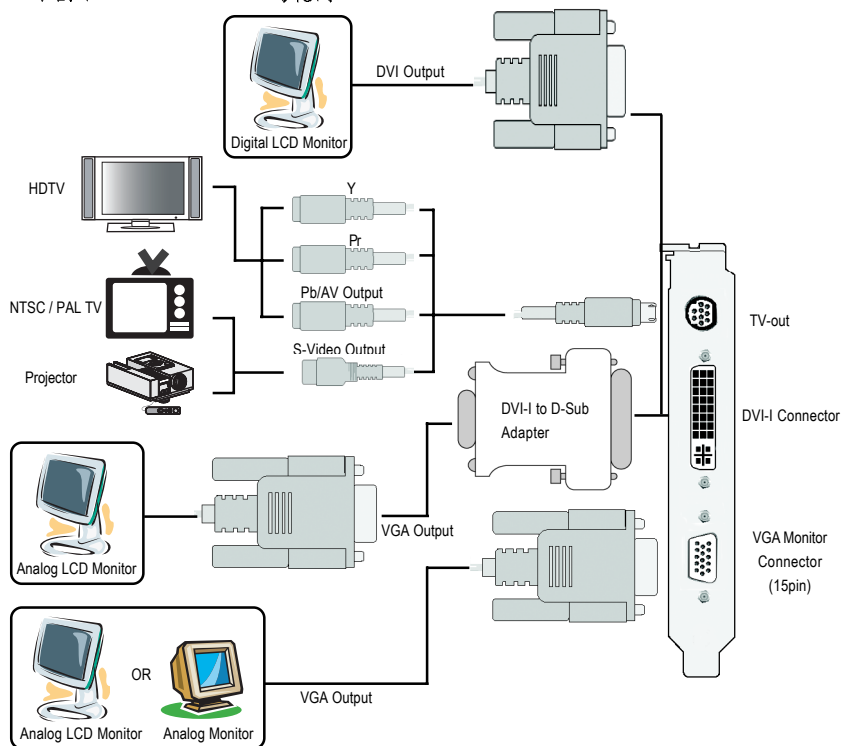 DVI Output
Digital LCD Monitor
HDTV
Y
Pr
Pb/AV Output
NTSC / PAL TV
S-Video Output
Projector
TV-out
DVI-I to D-Sub
Adapter
DVI-I Connector
VGA Output
Analog LCD Monitor
VGA Monitor
Connector
(15pin)
OR
VGA Output
Analog LCD Monitor
Analog Monitor